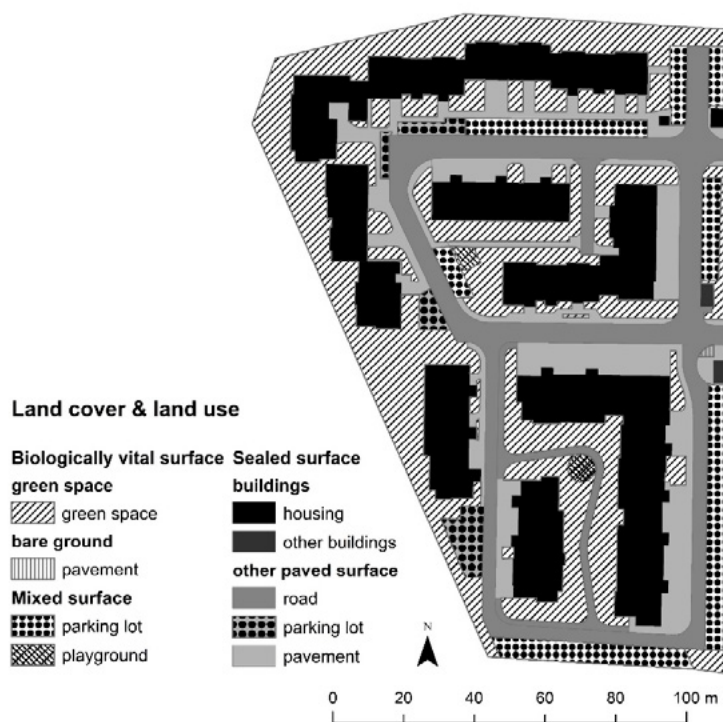 Land cover & land use
Biologically vital surface
green space
green space
bare ground
pavement
Mixed surface
parking lot
playground
Sealed surface
buildings
housing
other buildings
other paved surface
road
parking lot
pavement
N
0 20 40 60 80 100 m